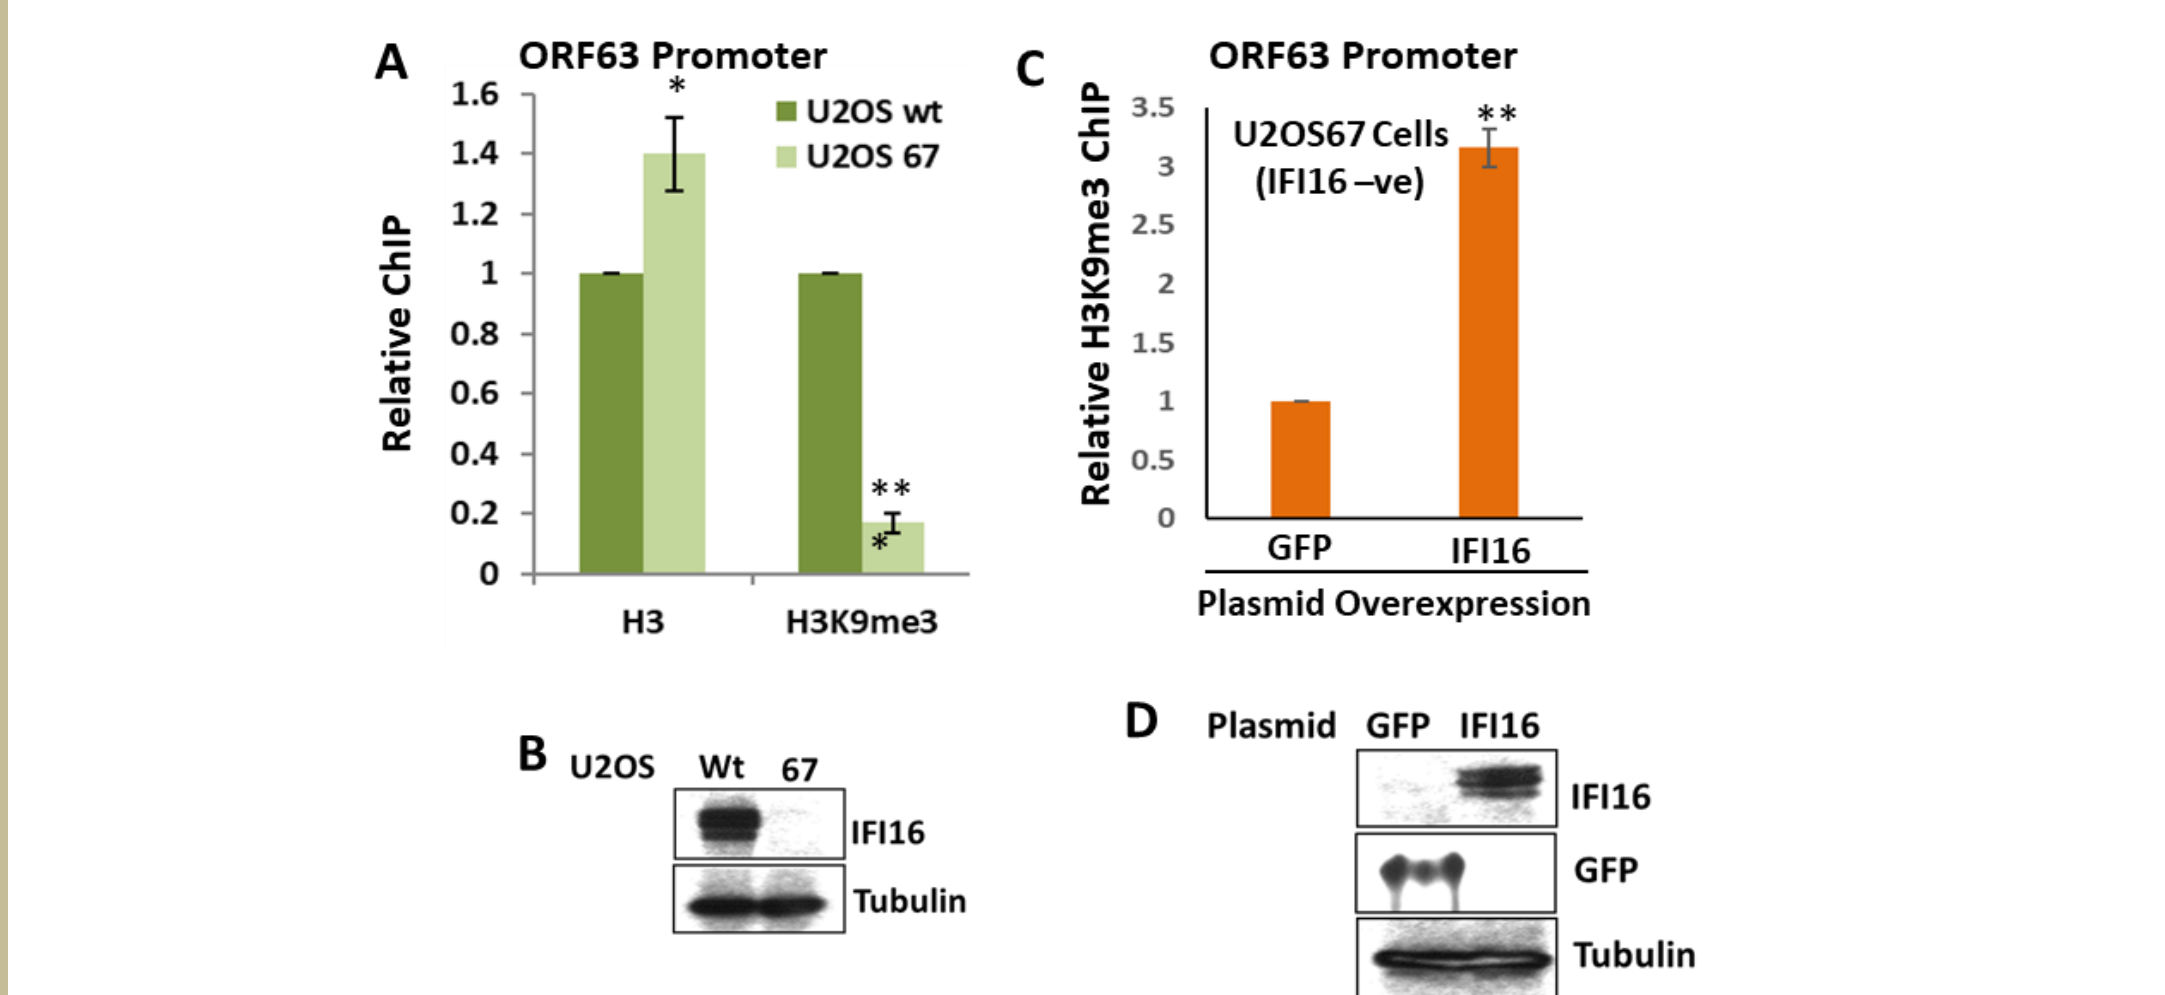 A
ORF63 Promoter
*
1.6
1.4
1.2
1
0.8
0.6
0.4
0.2
0
Relative ChIP
U2OS wt
U2OS 67
**
*
H3
H3K9me3
B
U2OS Wt 67
IFI16
Tubulin
C
ORF63 Promoter
Relative H3K9me3 ChIP
3.5
3
2.5
2
1.5
1
0.5
0
U2OS67 Cells
(IFI16 –ve)
**
GFP
IFI16
Plasmid Overexpression
D
Plasmid GFP IFI16
IFI16
GFP
Tubulin